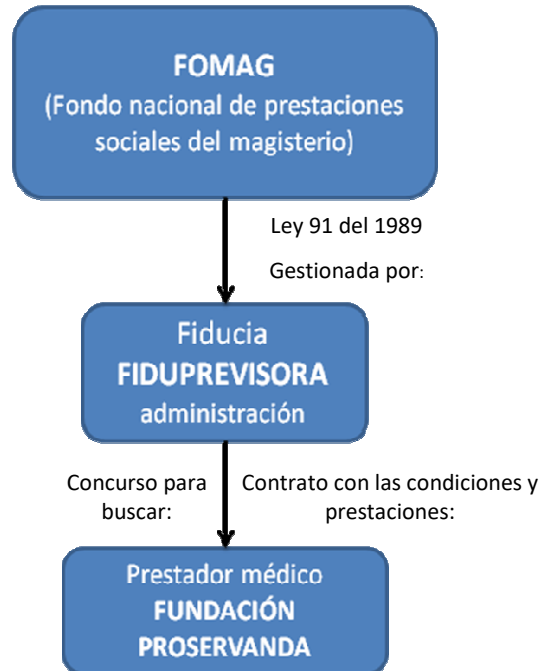 FOMAG
(Fondo nacional de prestaciones
sociales del magisterio)
Ley 91 del 1989
Gestionada por:
Fiducia
FIDUPREVISORA
administración
Concurso para
buscar:
Contrato con las condiciones y
prestaciones:
Prestador médico
FUNDACIÓN
PROSERVANDA